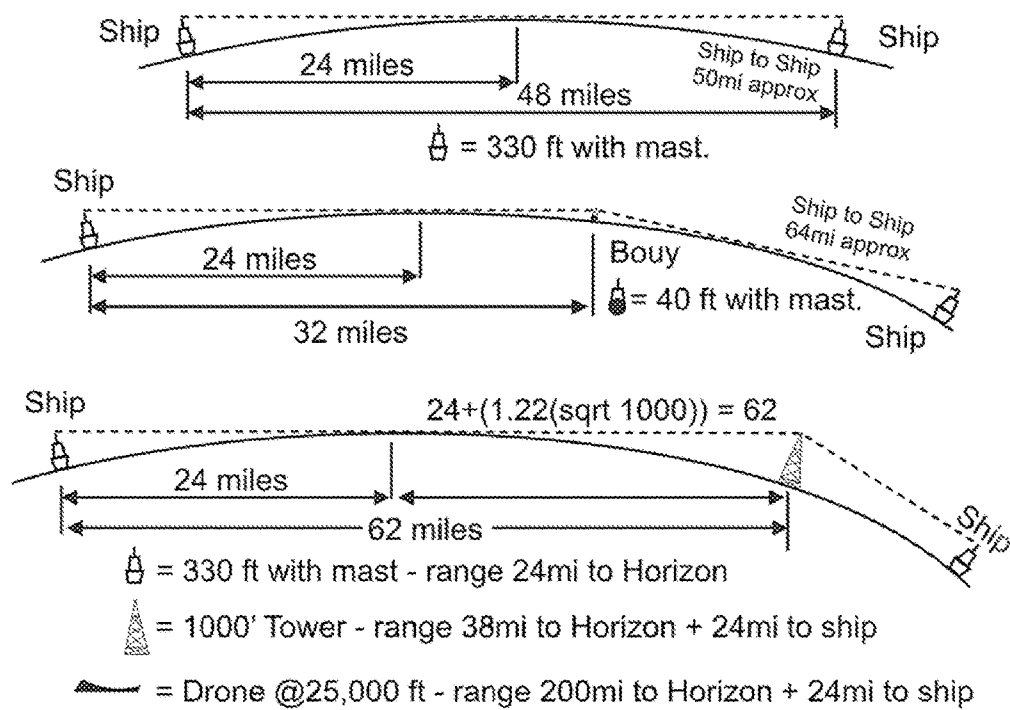 Ship
Ship
24 miles
Ship to Ship
50mi approx
48 miles
= 330 ft with mast.
Ship
Ship to Ship
64mi approx
24 miles
Bouy
= 40 ft with mast.
32 miles
Ship
Ship
24+(1.22(sqrt 1000)) = 62
24 miles
62 miles
Ship
= 330 ft with mast - range 24mi to Horizon
= 1000' Tower - range 38mi to Horizon + 24mi to ship
= Drone @25,000 ft - range 200mi to Horizon + 24mi to ship